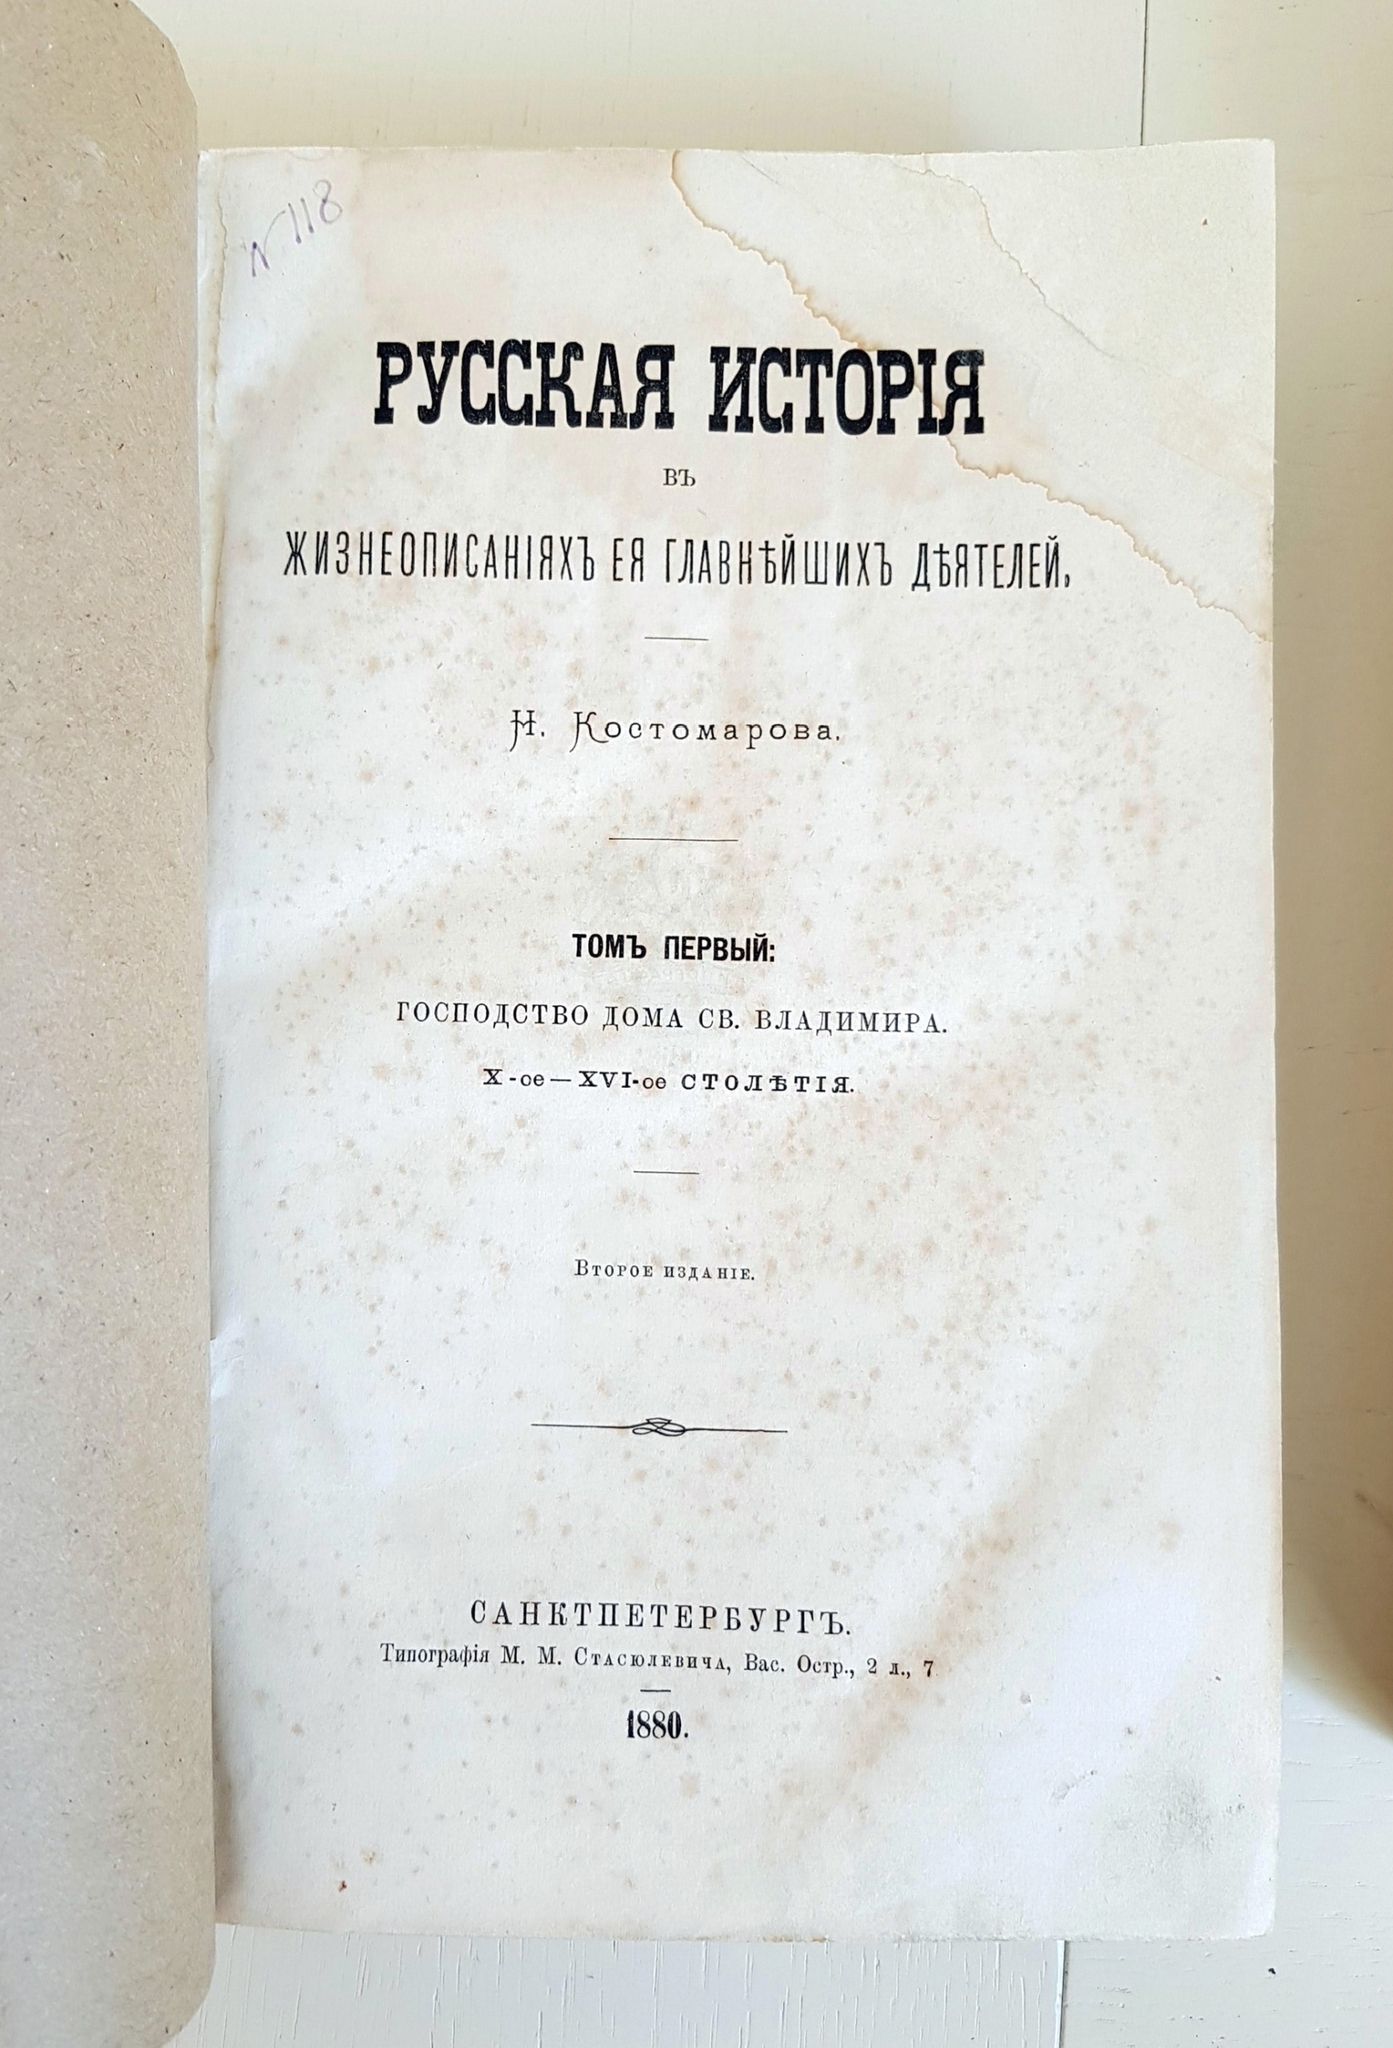 N 118
РУССКАЯ ИСТОРІЯ
ВЪ
ЖИЗНЕОПИСАНІЯХЪ ЕЯ ГЛАВНѢЙШИХЪ ДѢЯТЕЛЕЙ.
Н. Костомарова.
ТОМЪ ПЕРВЫЙ:
ГОСПОДСТВО ДОМА СВ. ВЛАДИМИРА.
X-ое — XVI-ое СТОЛѢТІЯ.
Второе изданіе.
САНКТПЕТЕРБУРГЪ.
Типографія М. М. Стасюлевича, Вас. Остр., 2 л., 7
1880.